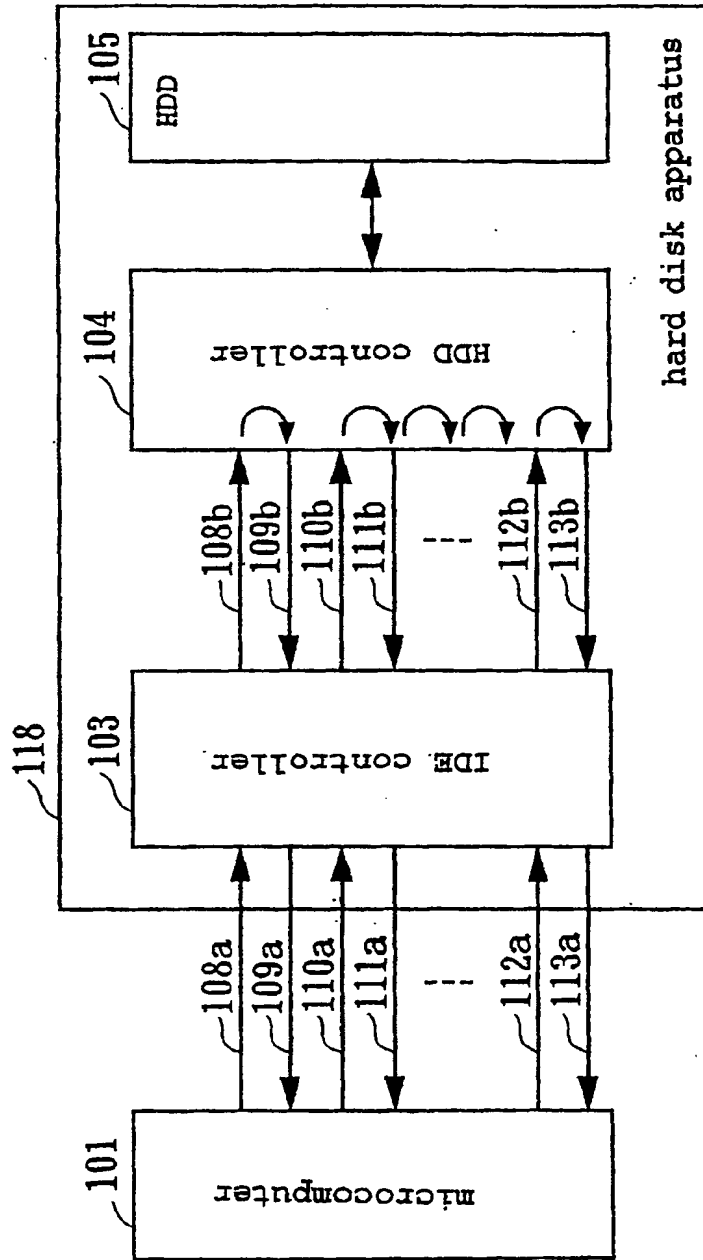 118
101
microcomputer
108a
109a
110a
111a
---
112a
113a
103
IDE controller
108b
109b
110b
111b
---
112b
113b
104
HDD controller
105
HDD
hard disk apparatus